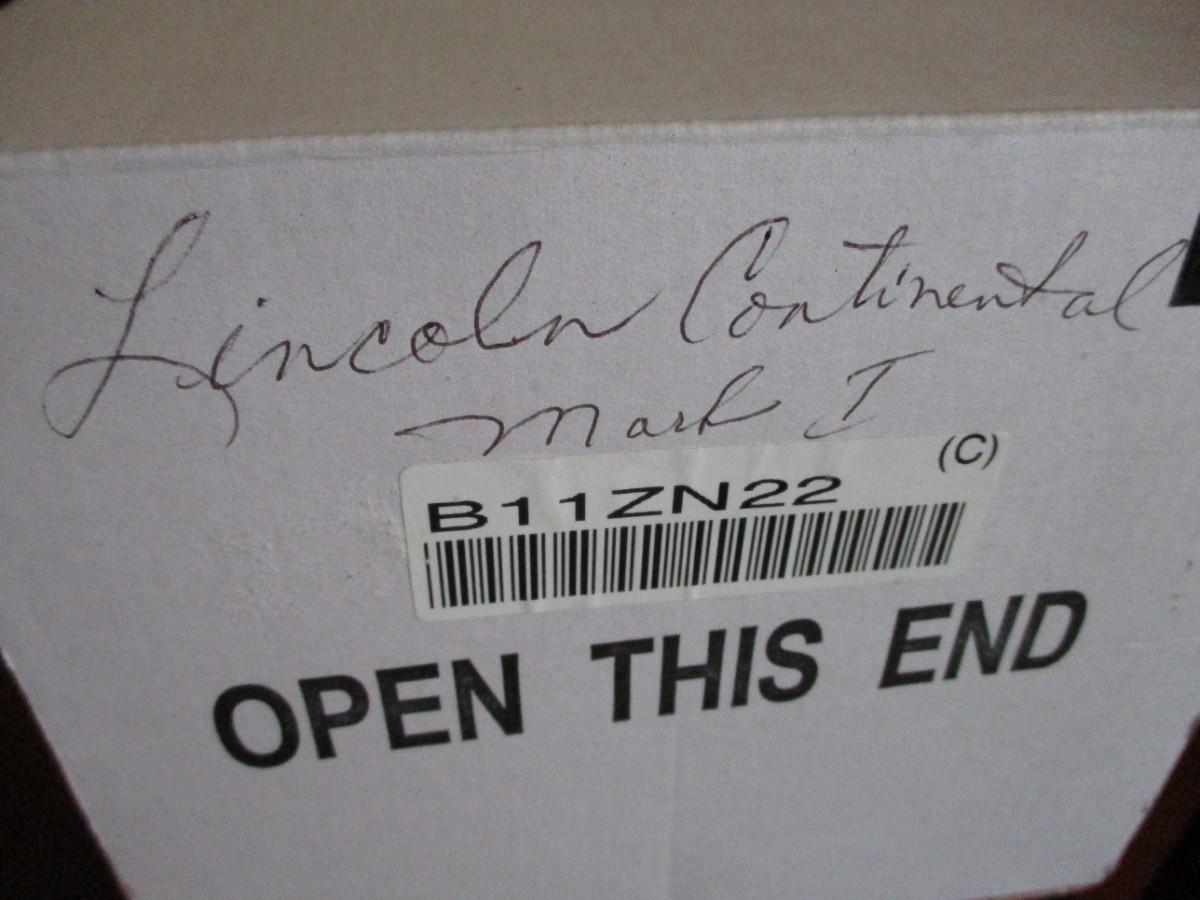 Lincoln Continental
Mark I
(C)
B11ZN22
OPEN THIS END